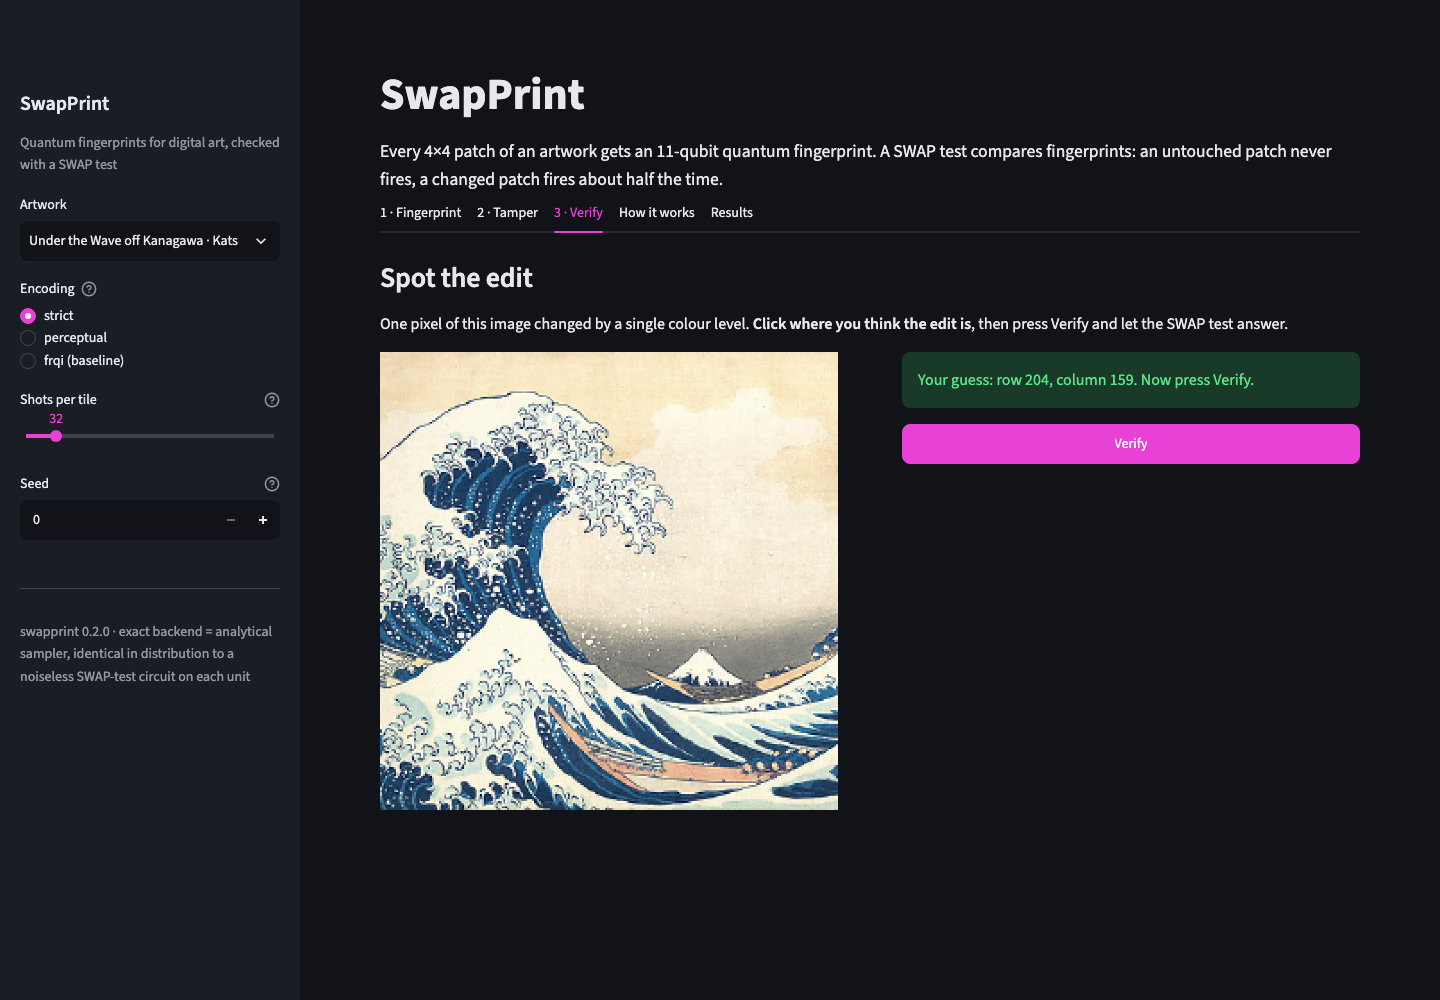 SwapPrint
Quantum fingerprints for digital art, checked
with a SWAP test
Artwork
Under the Wave off Kanagawa · Kats
Encoding
strict
perceptual
frqi (baseline)
Shots per tile
32
Seed
0
swapprint 0.2.0 · exact backend = analytical
sampler, identical in distribution to a
noiseless SWAP-test circuit on each unit
SwapPrint
Every 4×4 patch of an artwork gets an 11-qubit quantum fingerprint. A SWAP test compares fingerprints: an untouched patch never
fires, a changed patch fires about half the time.
1 · Fingerprint
2 · Tamper
3 · Verify
How it works
Results
Spot the edit
One pixel of this image changed by a single colour level. Click where you think the edit is, then press Verify and let the SWAP test answer.
Your guess: row 204, column 159. Now press Verify.
Verify